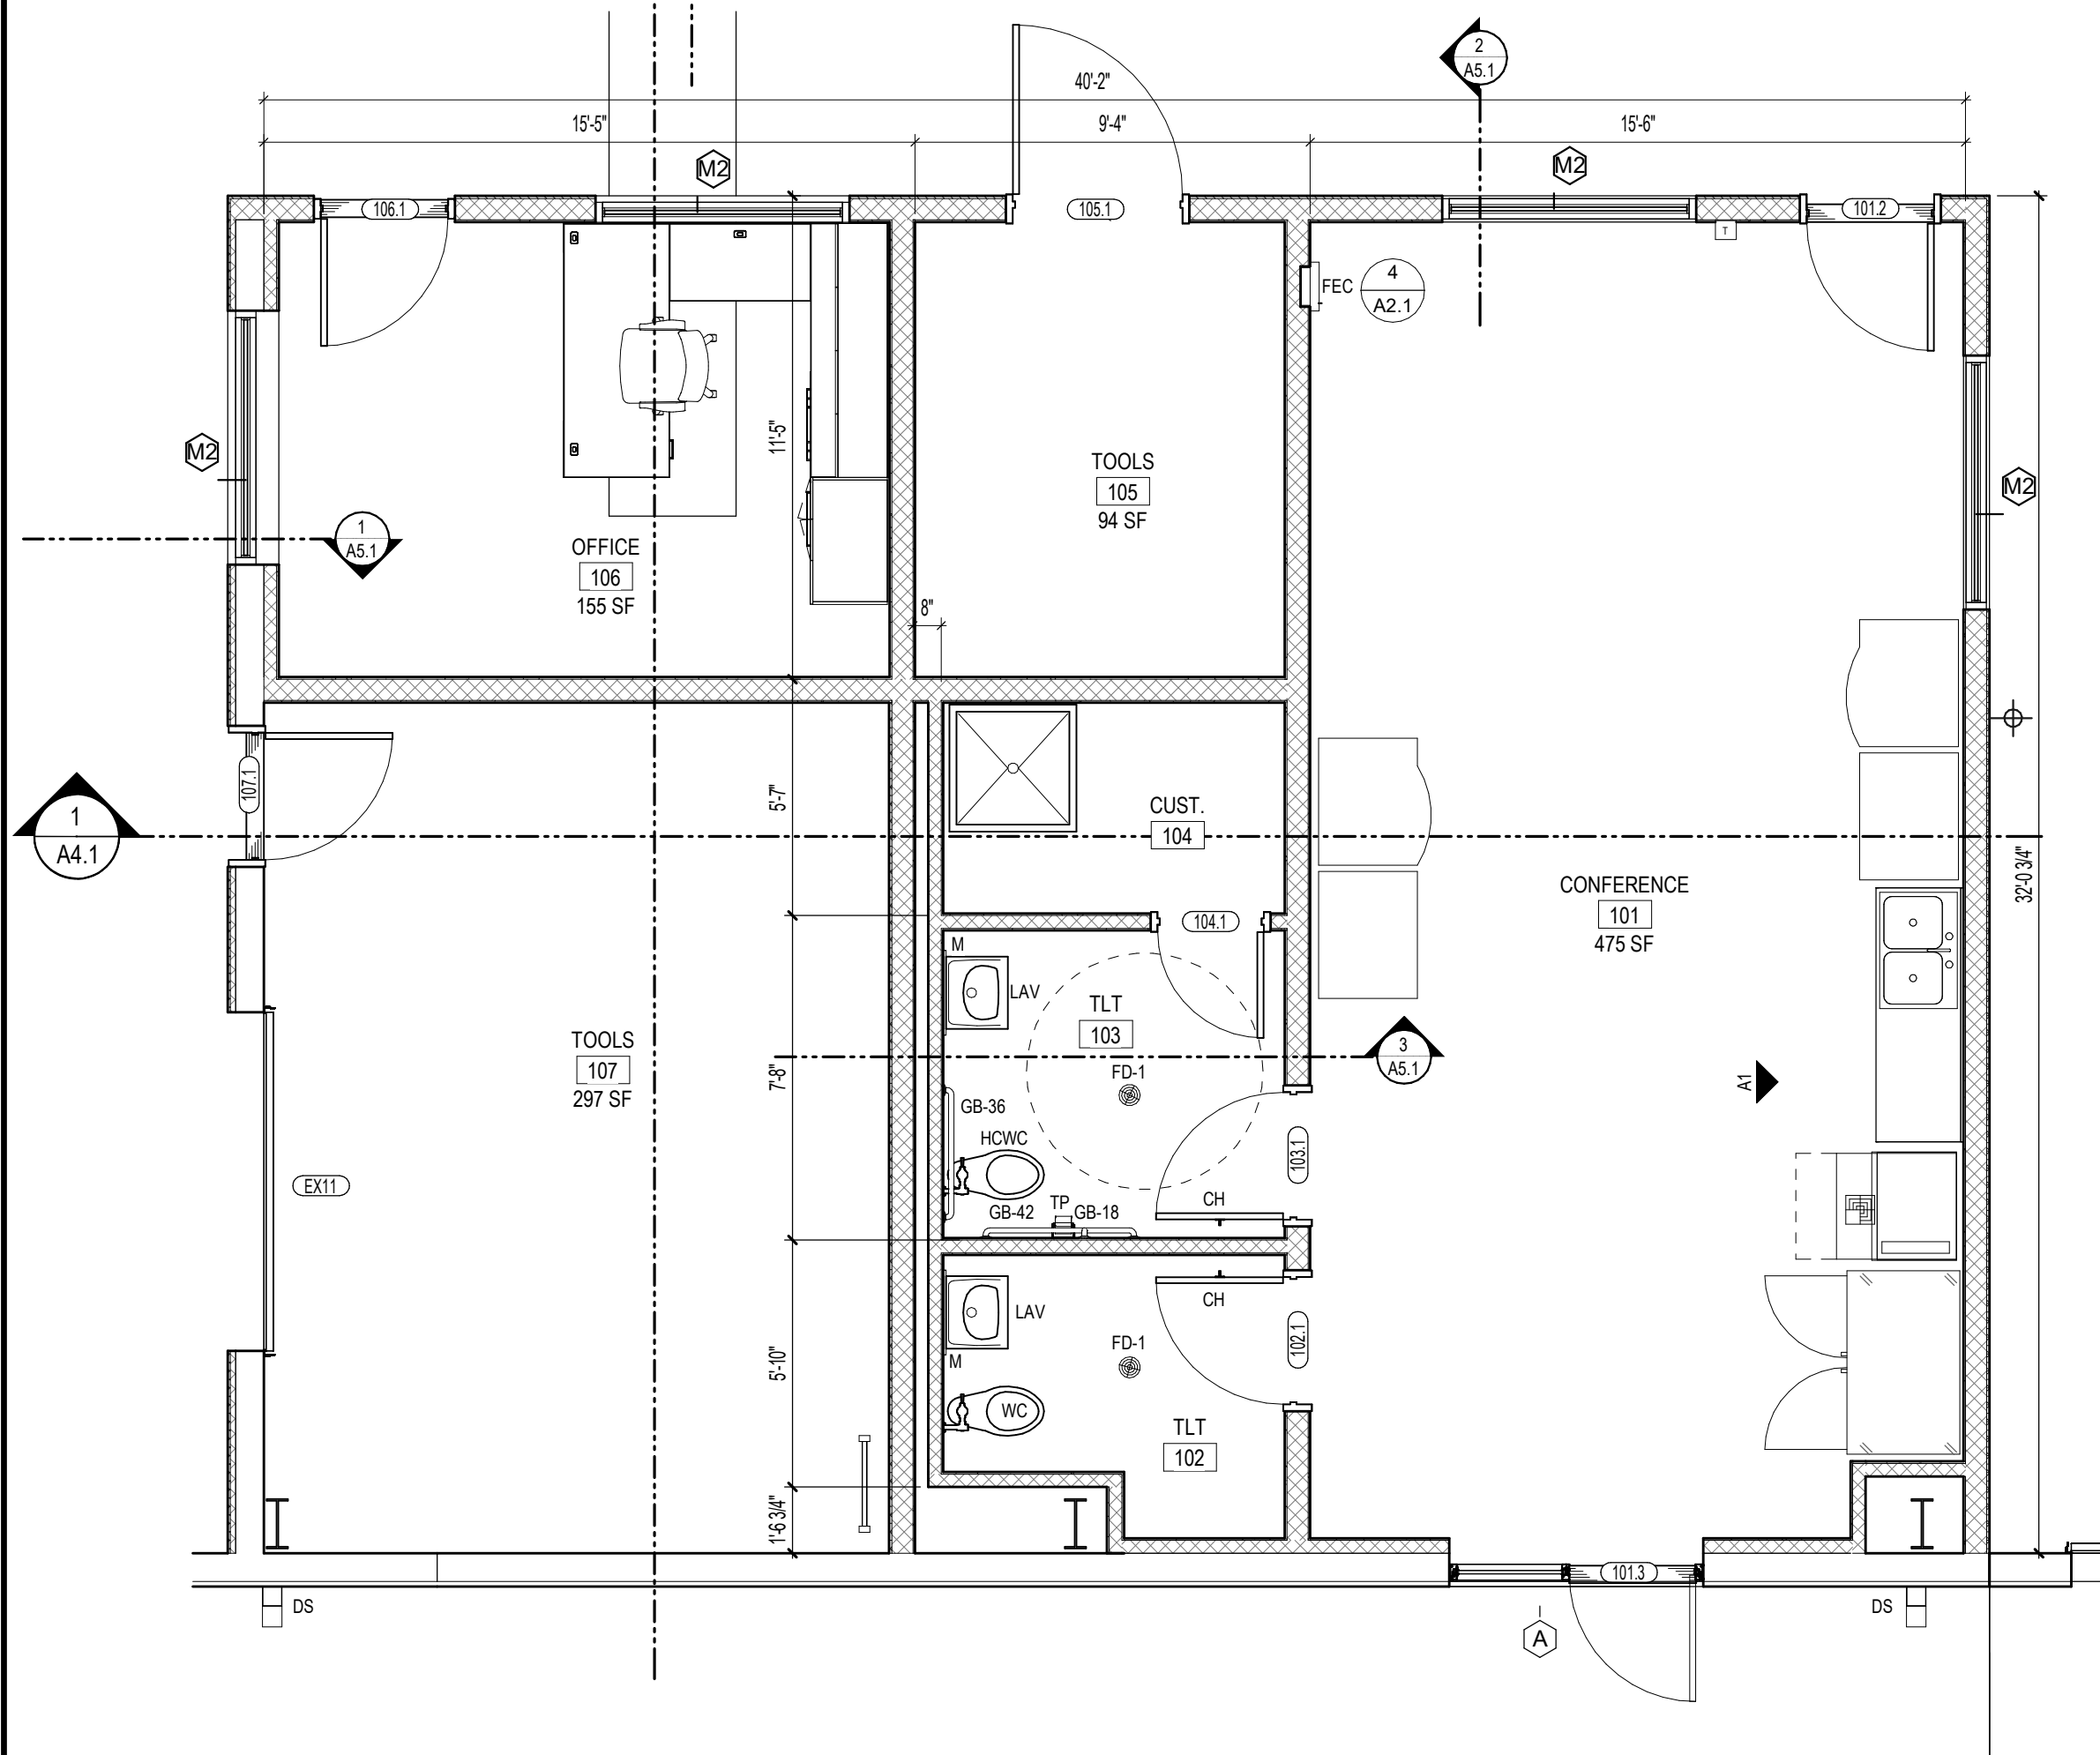 2
A5.1
40'-2"
15'-5"
9'-4"
15'-6"
M2
M2
106.1
105.1
101.2
T
FEC
4
A2.1
11'-5"
M2
M2
TOOLS
105
94 SF
1
A5.1
OFFICE
106
155 SF
8"
107.1
5'-7"
CUST.
104
1
A4.1
32'-0 3/4"
CONFERENCE
101
475 SF
104.1
M
LAV
TLT
103
TOOLS
107
297 SF
3
A5.1
7'-8"
FD-1
A1
GB-36
HCWC
103.1
EX11
CH
TP
GB-42
GB-18
CH
LAV
102.1
FD-1
M
5'-10"
WC
TLT
102
1'-6 3/4"
101.3
DS
DS
A